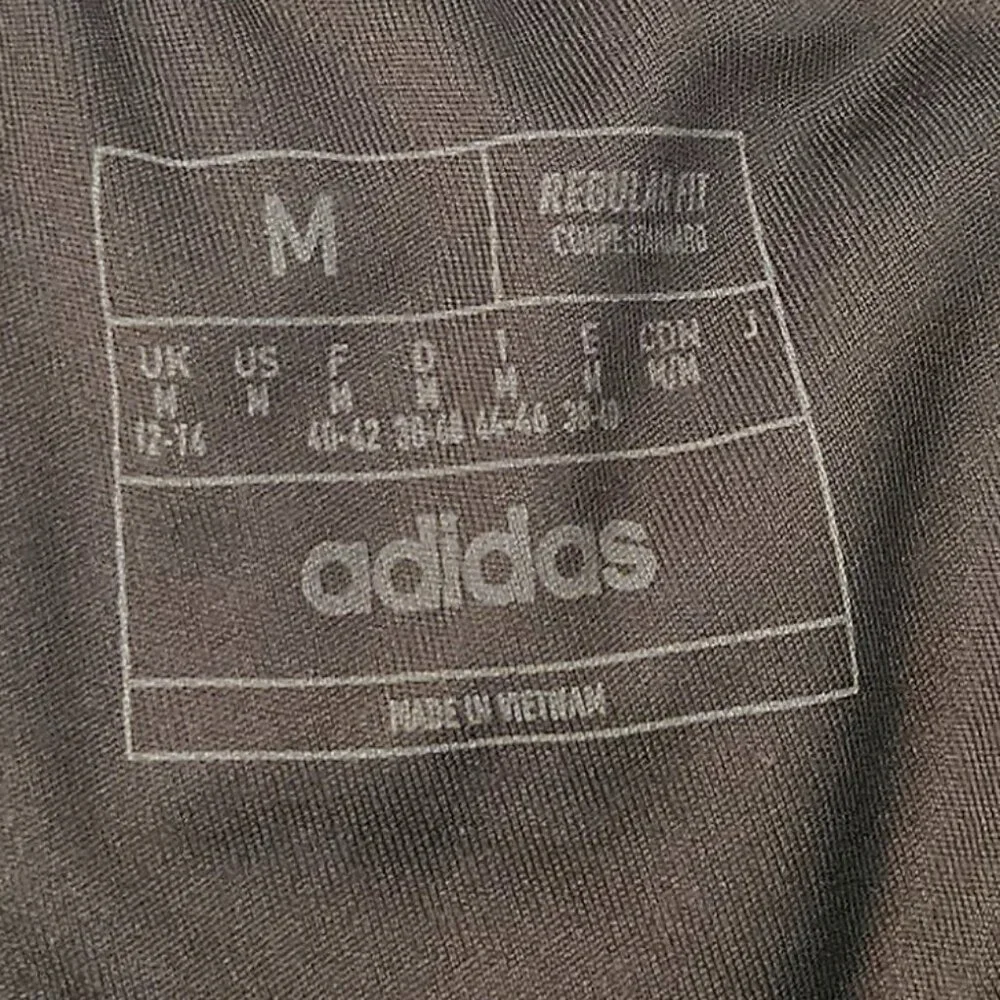 M
REGULAR FIT
COUPE STANDARD
UK US F D I E CDN J
M M M M M M M/M
12-14 40-42 38-40 44-46 38-40
adidas
MADE IN VIETNAM